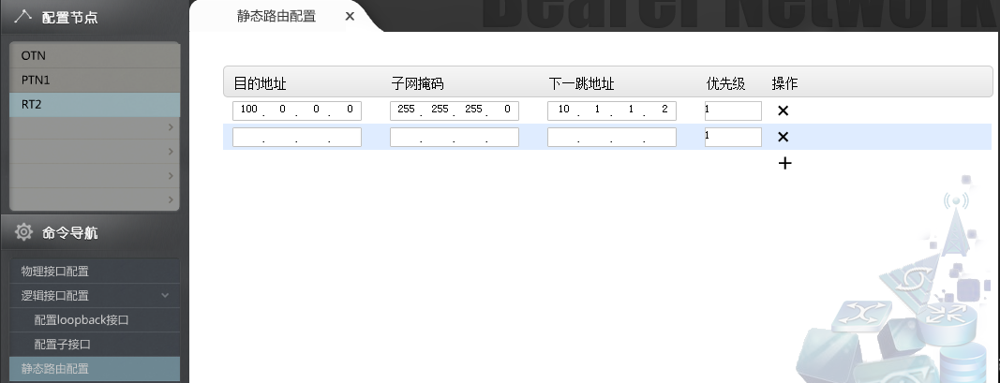 配置节点
OTN
PTN1
RT2
命令导航
物理接口配置
逻辑接口配置
配置loopback接口
配置子接口
静态路由配置
Bearer Network
静态路由配置 ×
目的地址 子网掩码 下一跳地址 优先级 操作
100 . 0 . 0 . 0 255 . 255 . 255 . 0 10 . 1 . 1 . 2 1 ×
. . . . . . . . . 1 ×
+